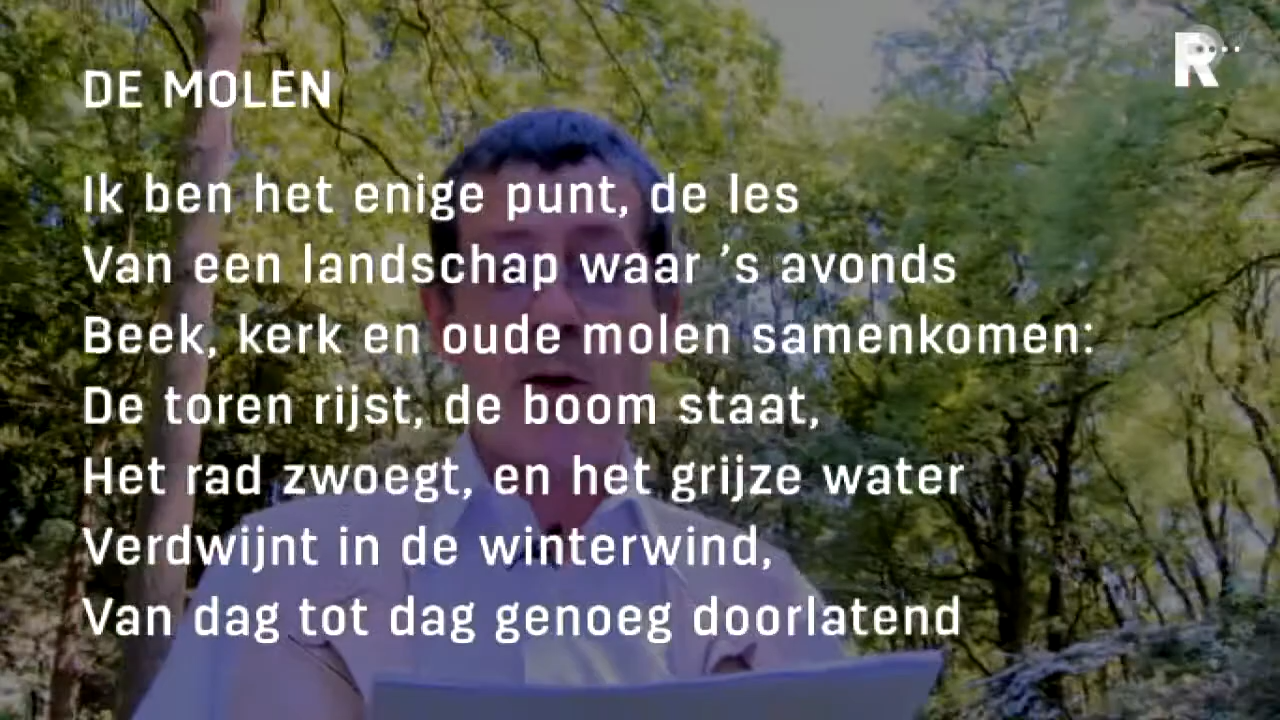 DE MOLEN
Ik ben het enige punt, de les
Van een landschap waar ’s avonds
Beek, kerk en oude molen samenkomen:
De toren rijst, de boom staat,
Het rad zwoegt, en het grijze water
Verdwijnt in de winterwind,
Van dag tot dag genoeg doorlatend
R